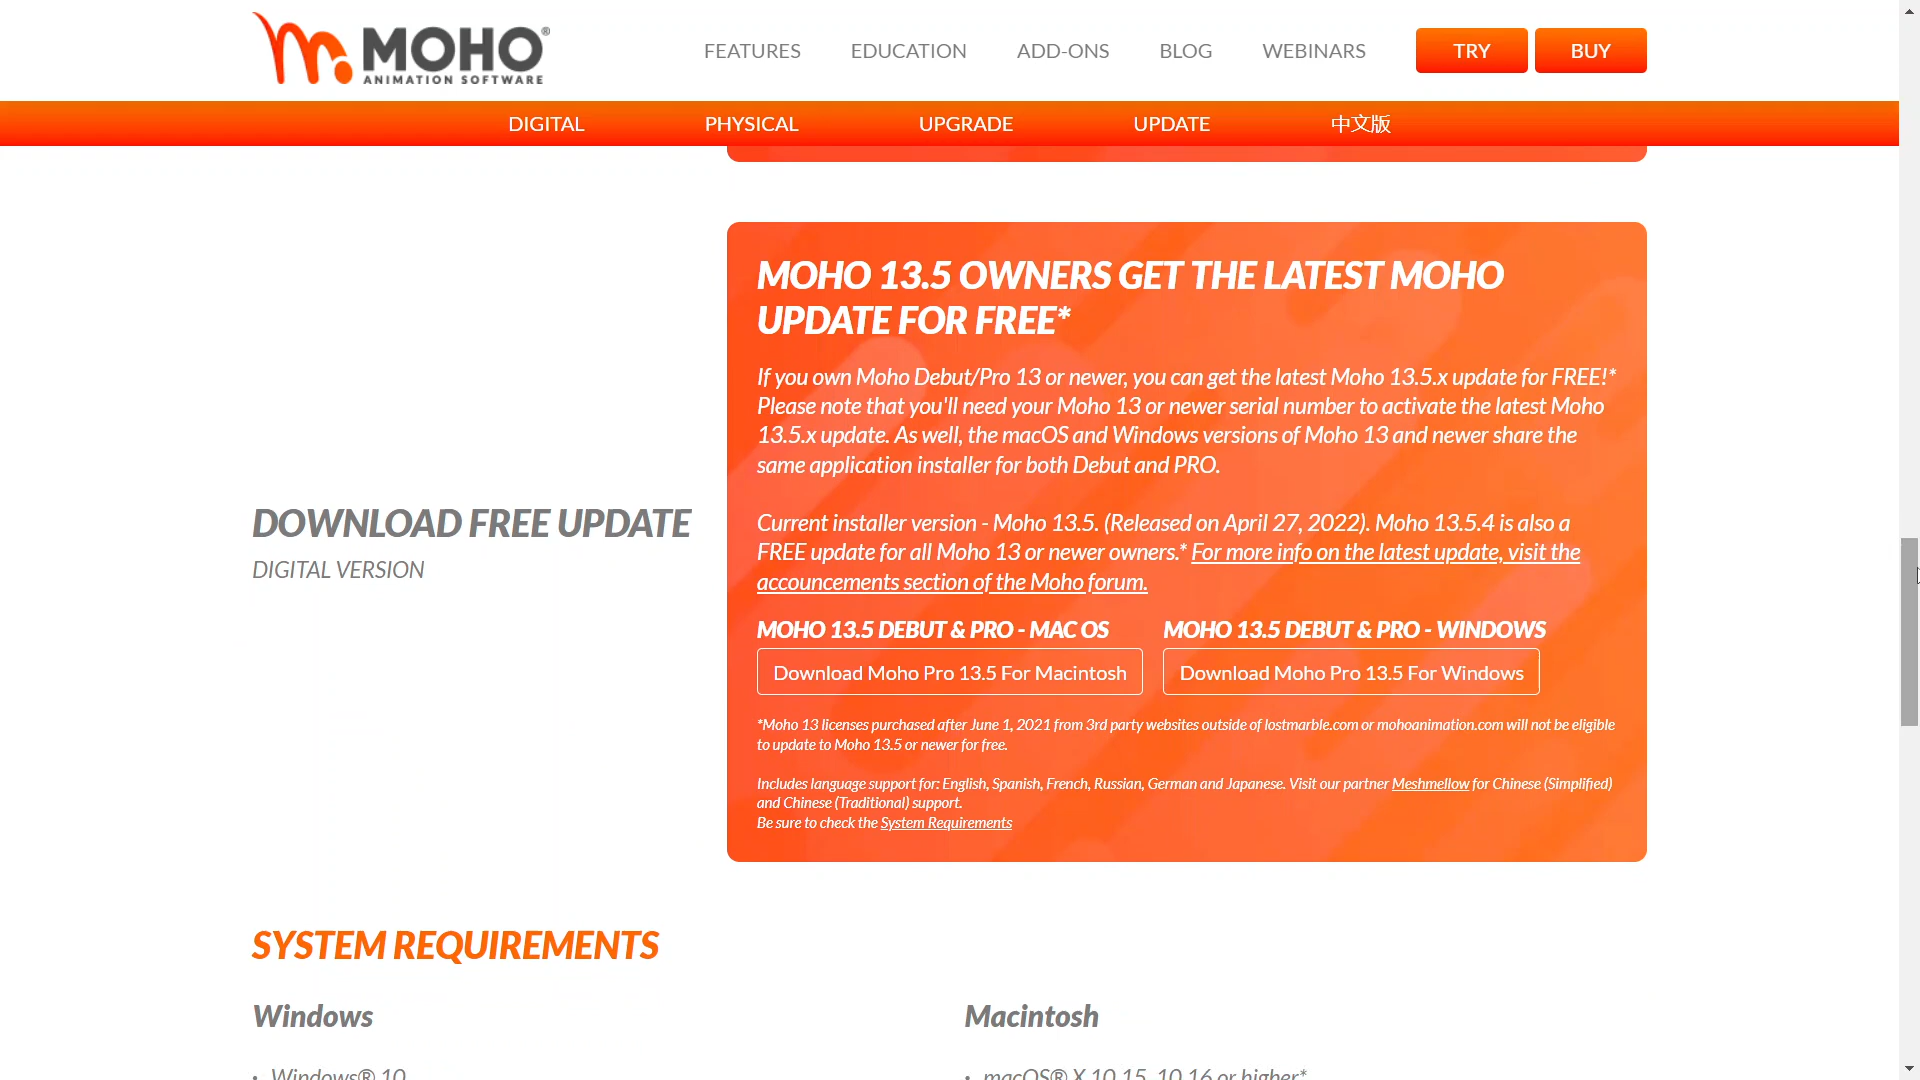 MOHO®
ANIMATION SOFTWARE
FEATURES
EDUCATION
ADD-ONS
BLOG
WEBINARS
TRY
BUY
DIGITAL
PHYSICAL
UPGRADE
UPDATE
中文版
DOWNLOAD FREE UPDATE
DIGITAL VERSION
MOHO 13.5 OWNERS GET THE LATEST MOHO
UPDATE FOR FREE*
If you own Moho Debut/Pro 13 or newer, you can get the latest Moho 13.5.x update for FREE!*
Please note that you'll need your Moho 13 or newer serial number to activate the latest Moho
13.5.x update. As well, the macOS and Windows versions of Moho 13 and newer share the
same application installer for both Debut and PRO.
Current installer version - Moho 13.5. (Released on April 27, 2022). Moho 13.5.4 is also a
FREE update for all Moho 13 or newer owners.* For more info on the latest update, visit the
accouncements section of the Moho forum.
MOHO 13.5 DEBUT & PRO - MAC OS
Download Moho Pro 13.5 For Macintosh
MOHO 13.5 DEBUT & PRO - WINDOWS
Download Moho Pro 13.5 For Windows
*Moho 13 licenses purchased after June 1, 2021 from 3rd party websites outside of lostmarble.com or mohoanimation.com will not be eligible
to update to Moho 13.5 or newer for free.
Includes language support for: English, Spanish, French, Russian, German and Japanese. Visit our partner Meshmellow for Chinese (Simplified)
and Chinese (Traditional) support.
Be sure to check the System Requirements
SYSTEM REQUIREMENTS
Windows
• Windows® 10
Macintosh
• macOS® X 10.15, 10.16 or higher*